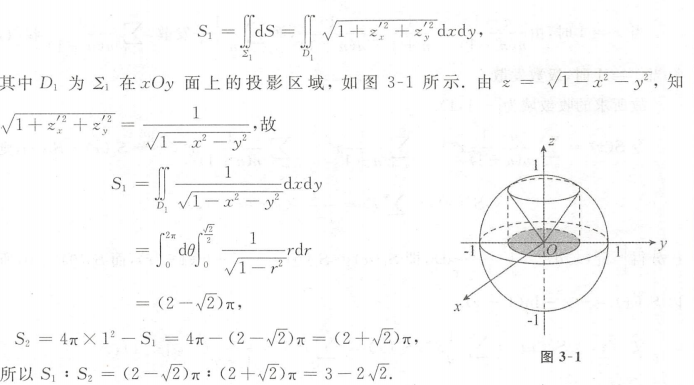 S₁ = ∬_{Σ₁} dS = ∬_{D₁} √(1 + z′ₓ² + z′ᵧ²) dxdy,
其中 D₁ 为 Σ₁ 在 xOy 面上的投影区域，如图 3-1 所示. 由 z = √(1 − x² − y²)，知
√(1 + z′ₓ² + z′ᵧ²) = 1/√(1 − x² − y²)，故
S₁ = ∬_{D₁} 1/√(1 − x² − y²) dxdy
= ∫₀^{2π} dθ ∫₀^{√2/2} 1/√(1 − r²) rdr
= (2 − √2)π,
S₂ = 4π × 1² − S₁ = 4π − (2 − √2)π = (2 + √2)π,
所以 S₁ : S₂ = (2 − √2)π : (2 + √2)π = 3 − 2√2.
z
1
-1
O
1
y
x
-1
图 3-1